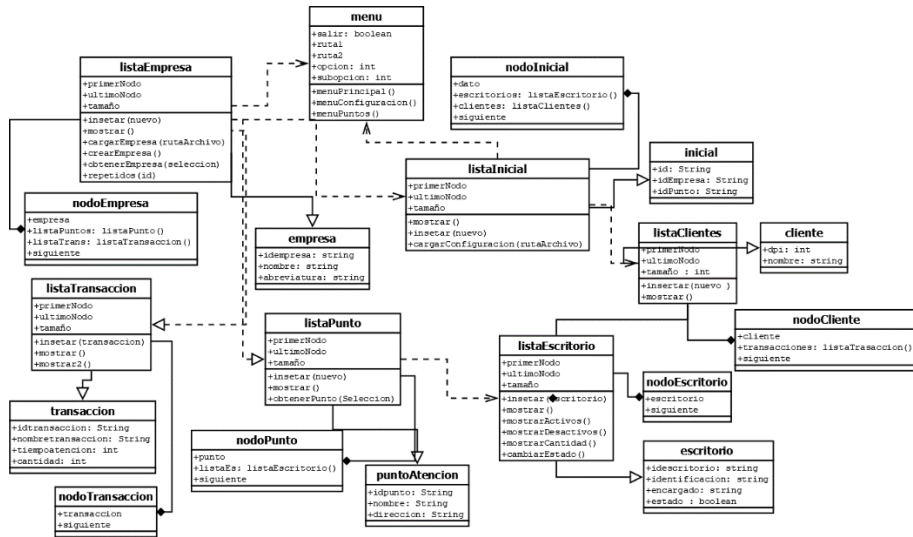 menu
+salir: boolean
+ruta1
+ruta2
+opcion: int
+subopcion: int
+menuPrincipal()
+menuConfiguracion()
+menuPuntos()
listaEmpresa
+primerNodo
+ultimoNodo
+tamaño
+insetar(nuevo)
+mostrar()
+cargarEmpresa(rutaArchivo)
+crearEmpresa()
+obtenerEmpresa(seleccion)
+repetidos(id)
nodoInicial
+dato
+escritorios: listaEscritorio()
+clientes: listaClientes()
+siguiente
inicial
+id: String
+idEmpresa: String
+idPunto: String
listaInicial
+primerNodo
+ultimoNodo
+tamaño
+mostrar()
+insetar(nuevo)
+cargarConfiguracion(rutaArchivo)
nodoEmpresa
+empresa
+listaPuntos: listaPunto()
+listaTrans: listaTransaccion()
+siguiente
empresa
+idempresa: string
+nombre: string
+abreviatura: string
listaClientes
+primerNodo
+ultimoNodo
+tamaño : int
+insertar(nuevo )
+mostrar()
cliente
+dpi: int
+nombre: string
listaTransaccion
+primerNodo
+ultimoNodo
+tamaño
+insetar(transaccion)
+mostrar()
+mostrar2()
listaPunto
+primerNodo
+ultimoNodo
+tamaño
+insetar(nuevo)
+mostrar()
+obtenerPunto(Seleccion)
nodoCliente
+cliente
+transacciones: listaTrasaccion()
+siguiente
listaEscritorio
+primerNodo
+ultimoNodo
+tamaño
+insetar(escritorio)
+mostrar()
+mostrarActivos()
+mostrarDesactivos()
+mostrarCantidad()
+cambiarEstado()
nodoEscritorio
+escritorio
+siguiente
transaccion
+idtransaccion: String
+nombretransaccion: String
+tiempoatencion: int
+cantidad: int
nodoPunto
+punto
+listaEs: listaEscritorio()
+siguiente
puntoAtencion
+idpunto: String
+nombre: String
+direccion: String
escritorio
+idescritorio: string
+identificacion: string
+encargado: string
+estado : boolean
nodoTransaccion
+transaccion
+siguiente